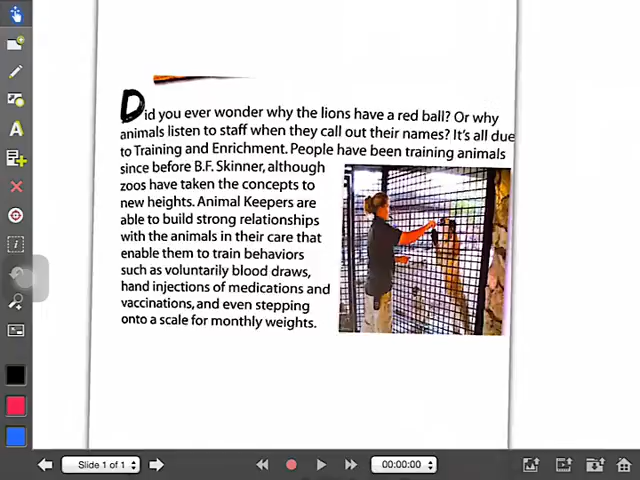 Did you ever wonder why the lions have a red ball? Or why
animals listen to staff when they call out their names? It's all due
to Training and Enrichment. People have been training animals
since before B.F. Skinner, although
zoos have taken the concepts to
new heights. Animal Keepers are
able to build strong relationships
with the animals in their care that
enable them to train behaviors
such as voluntarily blood draws,
hand injections of medications and
vaccinations, and even stepping
onto a scale for monthly weights.
A
i
Slide 1 of 1
00:00:00